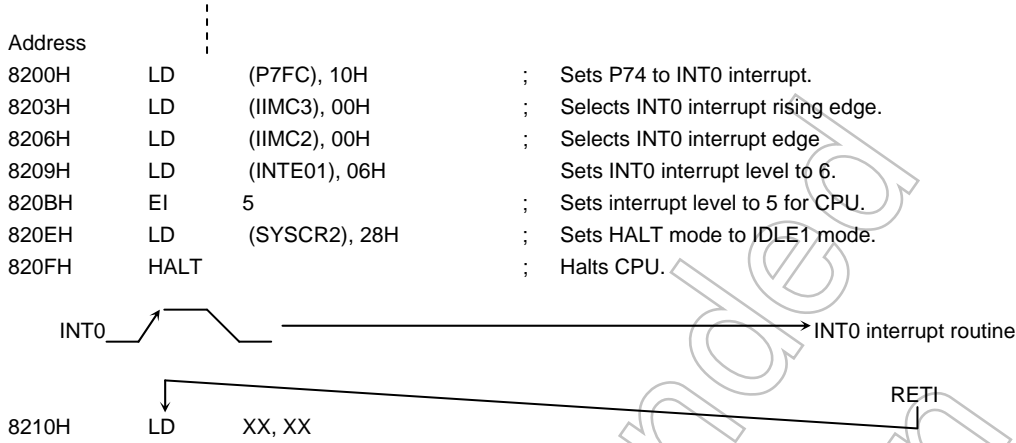 Address
8200H LD (P7FC), 10H ; Sets P74 to INT0 interrupt.
8203H LD (IIMC3), 00H ; Selects INT0 interrupt rising edge.
8206H LD (IIMC2), 00H ; Selects INT0 interrupt edge
8209H LD (INTE01), 06H Sets INT0 interrupt level to 6.
820BH EI 5 ; Sets interrupt level to 5 for CPU.
820EH LD (SYSCR2), 28H ; Sets HALT mode to IDLE1 mode.
820FH HALT ; Halts CPU.
INT0 INT0 interrupt routine
RETI
8210H LD XX, XX